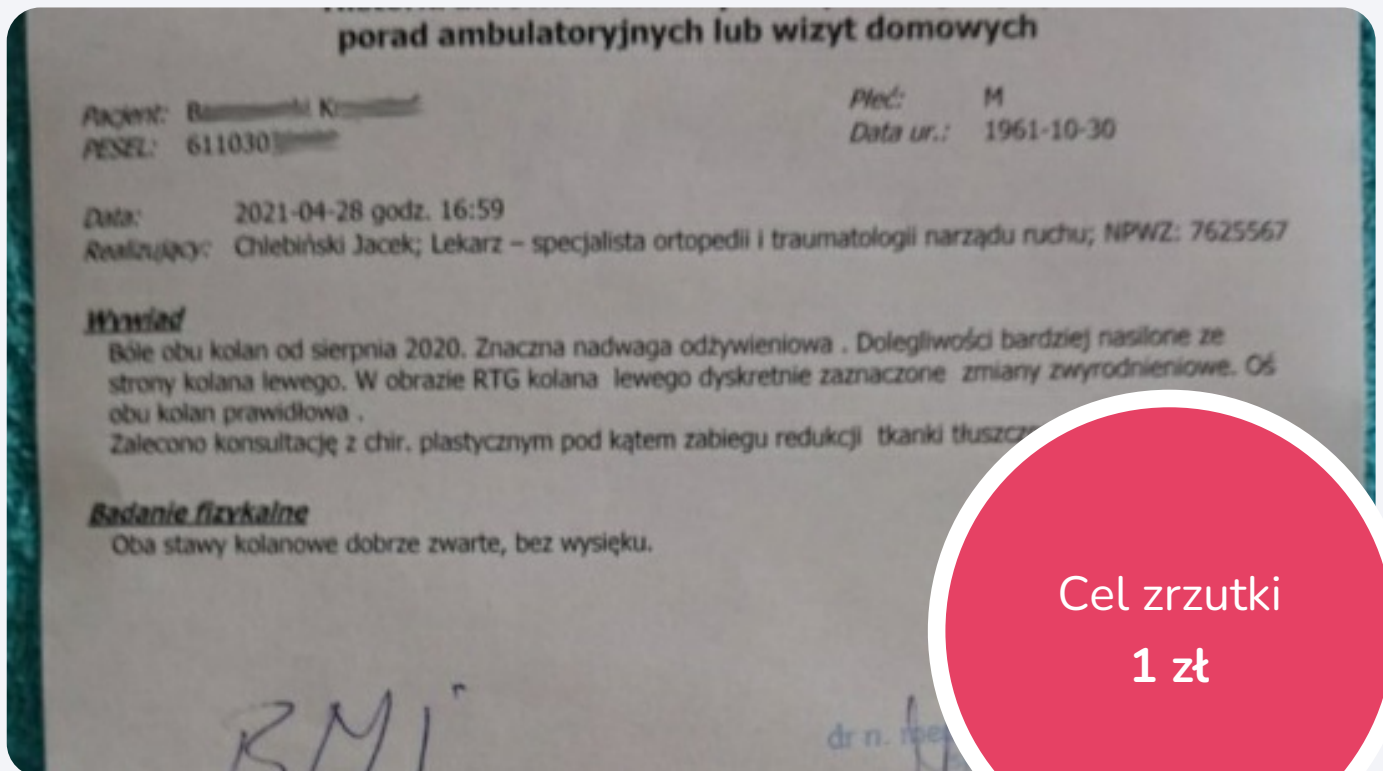 porad ambulatoryjnych lub wizyt domowych
Pacjent: B K
PESEL: 611030
Płeć: M
Data ur.: 1961-10-30
Data: 2021-04-28 godz. 16:59
Realizujący: Chlebiński Jacek; Lekarz – specjalista ortopedii i traumatologii narządu ruchu; NPWZ: 7625567
Wywiad
Bóle obu kolan od sierpnia 2020. Znaczna nadwaga odżywieniowa . Dolegliwości bardziej nasilone ze
strony kolana lewego. W obrazie RTG kolana lewego dyskretnie zaznaczone zmiany zwyrodnieniowe. Oś
obu kolan prawidłowa .
Zalecono konsultację z chir. plastycznym pod kątem zabiegu redukcji tkanki
Badanie fizykalne
Oba stawy kolanowe dobrze zwarte, bez wysięku.
BMI
dr n.
Cel zrzutki
1 zł